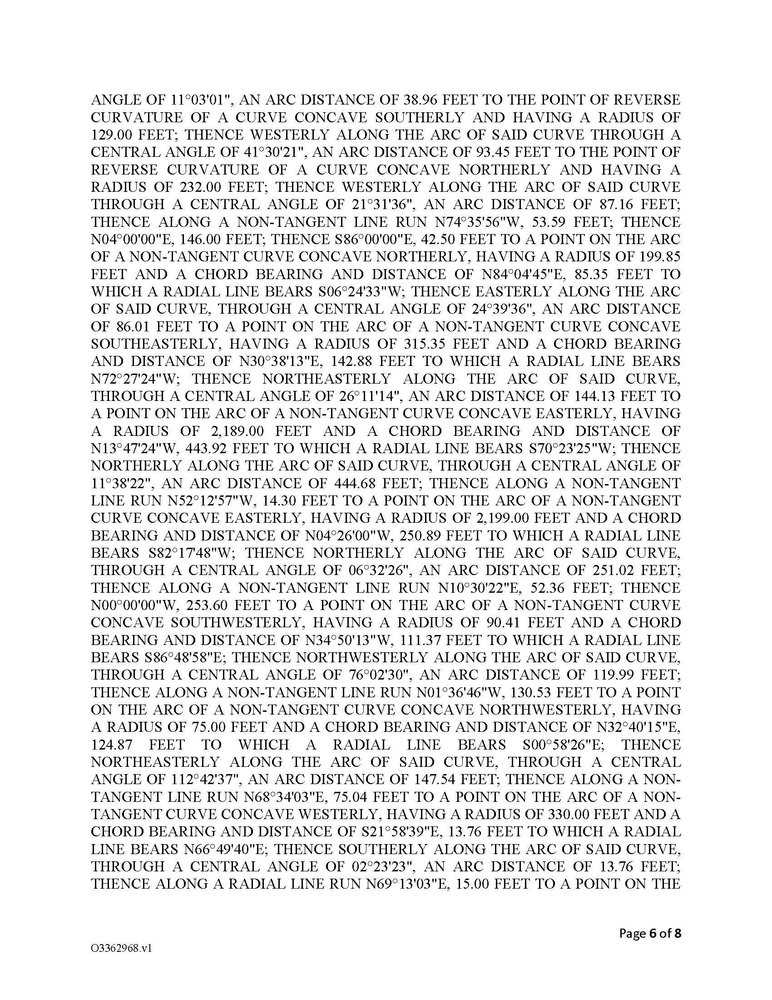 ANGLE OF 11°03'01", AN ARC DISTANCE OF 38.96 FEET TO THE POINT OF REVERSE
CURVATURE OF A CURVE CONCAVE SOUTHERLY AND HAVING A RADIUS OF
129.00 FEET; THENCE WESTERLY ALONG THE ARC OF SAID CURVE THROUGH A
CENTRAL ANGLE OF 41°30'21", AN ARC DISTANCE OF 93.45 FEET TO THE POINT OF
REVERSE CURVATURE OF A CURVE CONCAVE NORTHERLY AND HAVING A
RADIUS OF 232.00 FEET; THENCE WESTERLY ALONG THE ARC OF SAID CURVE
THROUGH A CENTRAL ANGLE OF 21°31'36", AN ARC DISTANCE OF 87.16 FEET;
THENCE ALONG A NON-TANGENT LINE RUN N74°35'56"W, 53.59 FEET; THENCE
N04°00'00"E, 146.00 FEET; THENCE S86°00'00"E, 42.50 FEET TO A POINT ON THE ARC
OF A NON-TANGENT CURVE CONCAVE NORTHERLY, HAVING A RADIUS OF 199.85
FEET AND A CHORD BEARING AND DISTANCE OF N84°04'45"E, 85.35 FEET TO
WHICH A RADIAL LINE BEARS S06°24'33"W; THENCE EASTERLY ALONG THE ARC
OF SAID CURVE, THROUGH A CENTRAL ANGLE OF 24°39'36", AN ARC DISTANCE
OF 86.01 FEET TO A POINT ON THE ARC OF A NON-TANGENT CURVE CONCAVE
SOUTHEASTERLY, HAVING A RADIUS OF 315.35 FEET AND A CHORD BEARING
AND DISTANCE OF N30°38'13"E, 142.88 FEET TO WHICH A RADIAL LINE BEARS
N72°27'24"W; THENCE NORTHEASTERLY ALONG THE ARC OF SAID CURVE,
THROUGH A CENTRAL ANGLE OF 26°11'14", AN ARC DISTANCE OF 144.13 FEET TO
A POINT ON THE ARC OF A NON-TANGENT CURVE CONCAVE EASTERLY, HAVING
A RADIUS OF 2,189.00 FEET AND A CHORD BEARING AND DISTANCE OF
N13°47'24"W, 443.92 FEET TO WHICH A RADIAL LINE BEARS S70°23'25"W; THENCE
NORTHERLY ALONG THE ARC OF SAID CURVE, THROUGH A CENTRAL ANGLE OF
11°38'22", AN ARC DISTANCE OF 444.68 FEET; THENCE ALONG A NON-TANGENT
LINE RUN N52°12'57"W, 14.30 FEET TO A POINT ON THE ARC OF A NON-TANGENT
CURVE CONCAVE EASTERLY, HAVING A RADIUS OF 2,199.00 FEET AND A CHORD
BEARING AND DISTANCE OF N04°26'00"W, 250.89 FEET TO WHICH A RADIAL LINE
BEARS S82°17'48"W; THENCE NORTHERLY ALONG THE ARC OF SAID CURVE,
THROUGH A CENTRAL ANGLE OF 06°32'26", AN ARC DISTANCE OF 251.02 FEET;
THENCE ALONG A NON-TANGENT LINE RUN N10°30'22"E, 52.36 FEET; THENCE
N00°00'00"W, 253.60 FEET TO A POINT ON THE ARC OF A NON-TANGENT CURVE
CONCAVE SOUTHWESTERLY, HAVING A RADIUS OF 90.41 FEET AND A CHORD
BEARING AND DISTANCE OF N34°50'13"W, 111.37 FEET TO WHICH A RADIAL LINE
BEARS S86°48'58"E; THENCE NORTHWESTERLY ALONG THE ARC OF SAID CURVE,
THROUGH A CENTRAL ANGLE OF 76°02'30", AN ARC DISTANCE OF 119.99 FEET;
THENCE ALONG A NON-TANGENT LINE RUN N01°36'46"W, 130.53 FEET TO A POINT
ON THE ARC OF A NON-TANGENT CURVE CONCAVE NORTHWESTERLY, HAVING
A RADIUS OF 75.00 FEET AND A CHORD BEARING AND DISTANCE OF N32°40'15"E,
124.87 FEET TO WHICH A RADIAL LINE BEARS S00°58'26"E; THENCE
NORTHEASTERLY ALONG THE ARC OF SAID CURVE, THROUGH A CENTRAL
ANGLE OF 112°42'37", AN ARC DISTANCE OF 147.54 FEET; THENCE ALONG A NON-
TANGENT LINE RUN N68°34'03"E, 75.04 FEET TO A POINT ON THE ARC OF A NON-
TANGENT CURVE CONCAVE WESTERLY, HAVING A RADIUS OF 330.00 FEET AND A
CHORD BEARING AND DISTANCE OF S21°58'39"E, 13.76 FEET TO WHICH A RADIAL
LINE BEARS N66°49'40"E; THENCE SOUTHERLY ALONG THE ARC OF SAID CURVE,
THROUGH A CENTRAL ANGLE OF 02°23'23", AN ARC DISTANCE OF 13.76 FEET;
THENCE ALONG A RADIAL LINE RUN N69°13'03"E, 15.00 FEET TO A POINT ON THE
Page 6 of 8
O3362968.v1